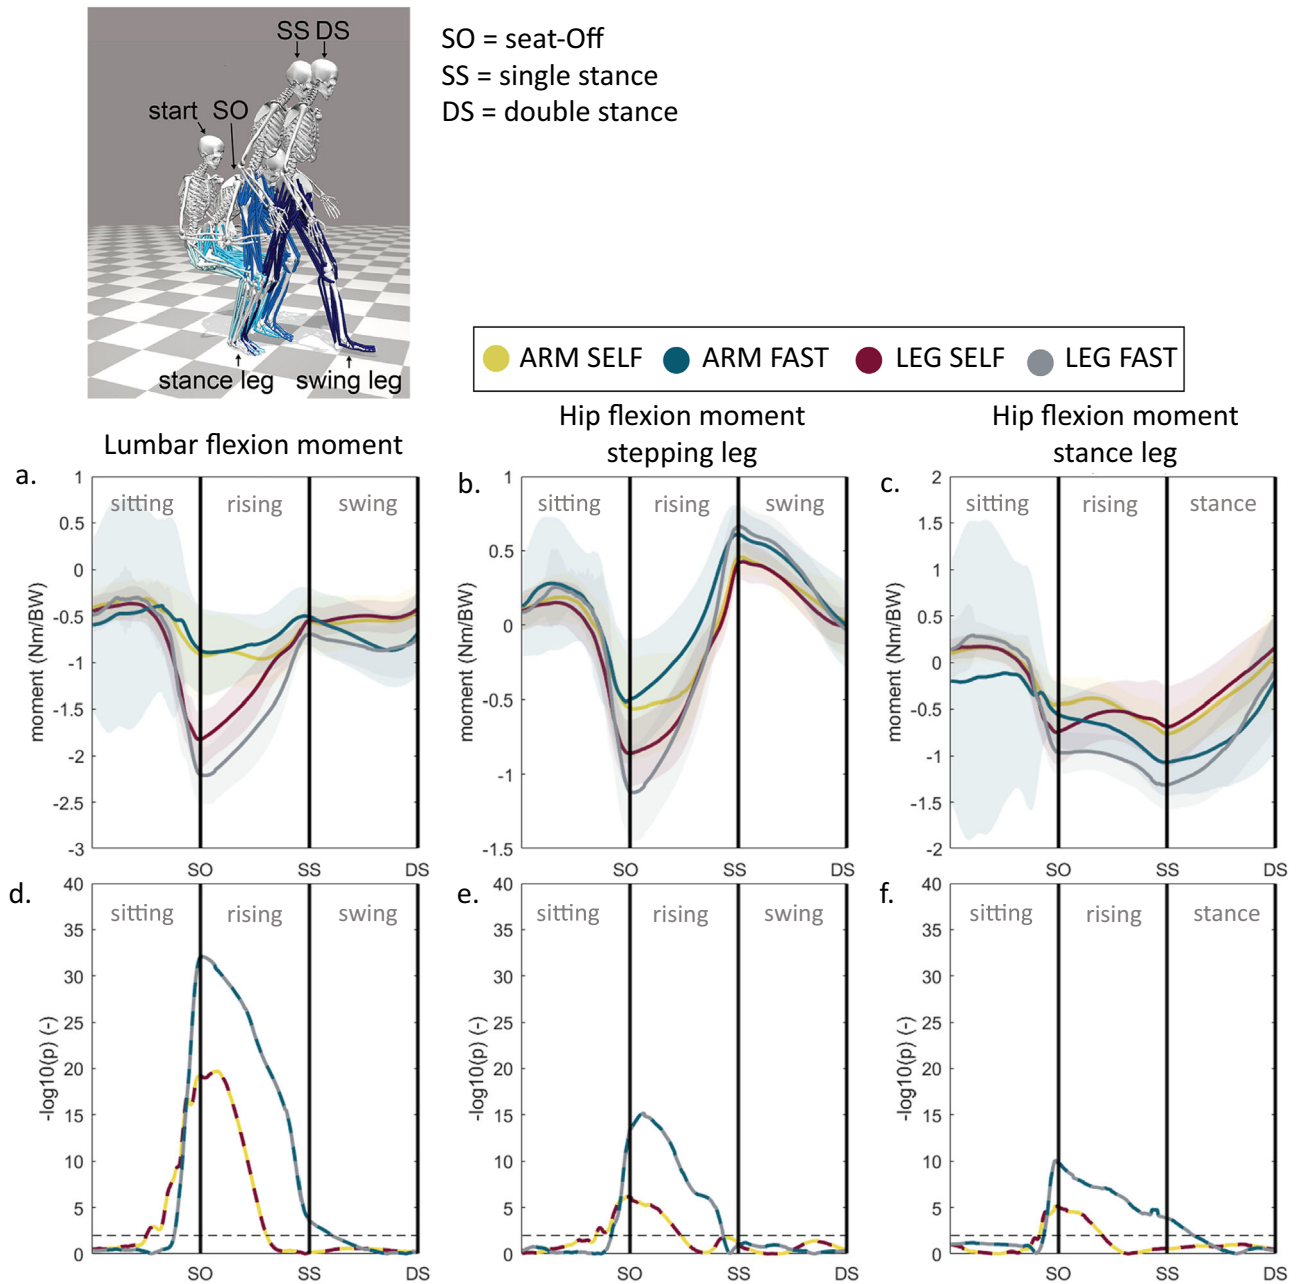 SS DS
start SO
stance leg swing leg
SO = seat-Off
SS = single stance
DS = double stance
ARM SELF ARM FAST LEG SELF LEG FAST
Lumbar flexion moment
Hip flexion moment
stepping leg
Hip flexion moment
stance leg
a.
sitting rising swing
moment (Nm/BW)
1
0.5
0
-0.5
-1
-1.5
-2
-2.5
-3
SO SS DS
b.
sitting rising swing
moment (Nm/BW)
1
0.5
0
-0.5
-1
-1.5
SO SS DS
c.
sitting rising stance
moment (Nm/BW)
2
1.5
1
0.5
0
-0.5
-1
-1.5
-2
SO SS DS
d.
sitting rising swing
-log10(p) (-)
40
35
30
25
20
15
10
5
0
SO SS DS
e.
sitting rising swing
-log10(p) (-)
40
35
30
25
20
15
10
5
0
SO SS DS
f.
sitting rising stance
-log10(p) (-)
40
35
30
25
20
15
10
5
0
SO SS DS